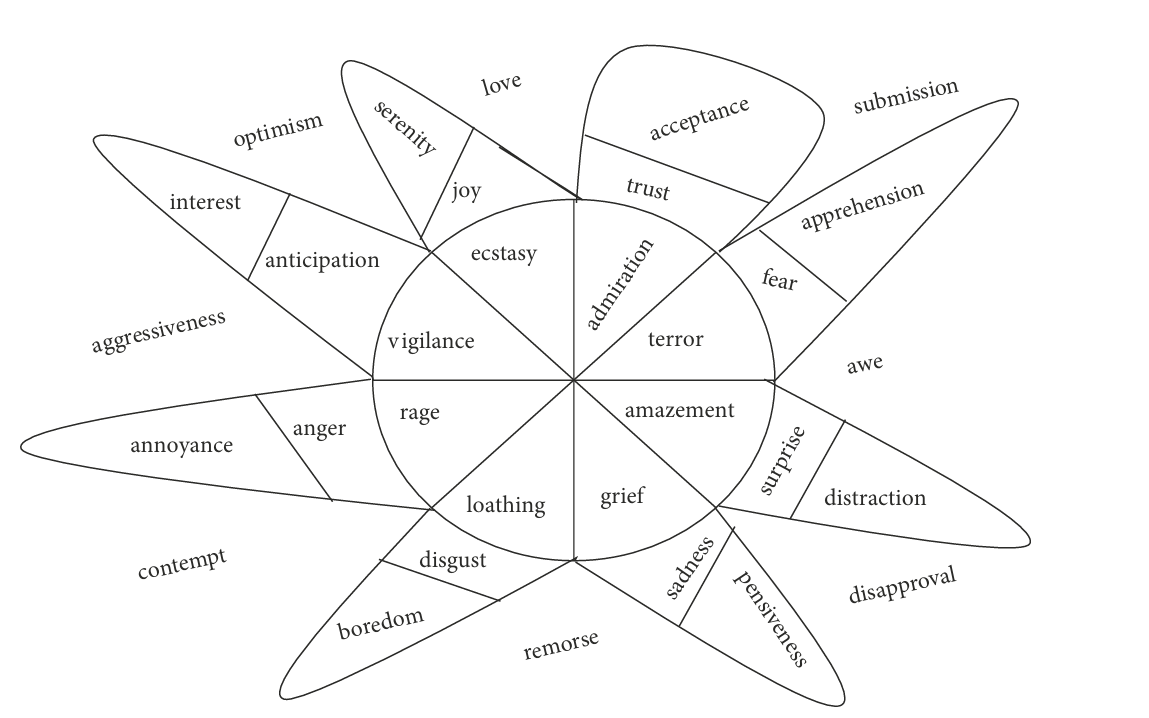 love
submission
optimism
serenity
acceptance
joy
trust
interest
apprehension
anticipation
ecstasy
admiration
fear
aggressiveness
vigilance
terror
awe
rage
amazement
annoyance
anger
surprise
distraction
loathing
grief
contempt
disgust
sadness
pensiveness
disapproval
boredom
remorse